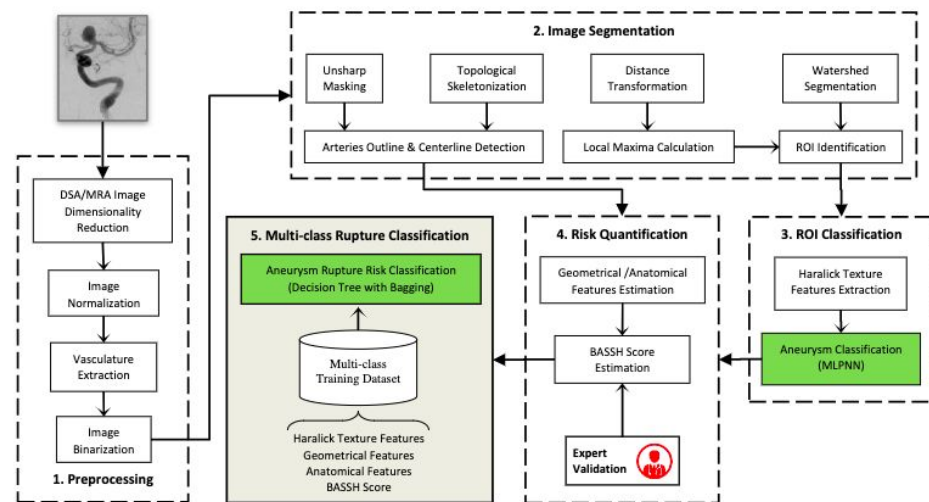 2. Image Segmentation
Unsharp
Masking
Topological
Skeletonization
Distance
Transformation
Watershed
Segmentation
Arteries Outline & Centerline Detection
Local Maxima Calculation
ROI Identification
DSA/MRA Image
Dimensionality
Reduction
Image
Normalization
Vasculature
Extraction
Image
Binarization
1. Preprocessing
5. Multi-class Rupture Classification
Aneurysm Rupture Risk Classification
(Decision Tree with Bagging)
Multi-class
Training Dataset
Haralick Texture Features
Geometrical Features
Anatomical Features
BASSH Score
4. Risk Quantification
Geometrical /Anatomical
Features Estimation
BASSH Score
Estimation
Expert
Validation
3. ROI Classification
Haralick Texture
Features Extraction
Aneurysm Classification
(MLPNN)